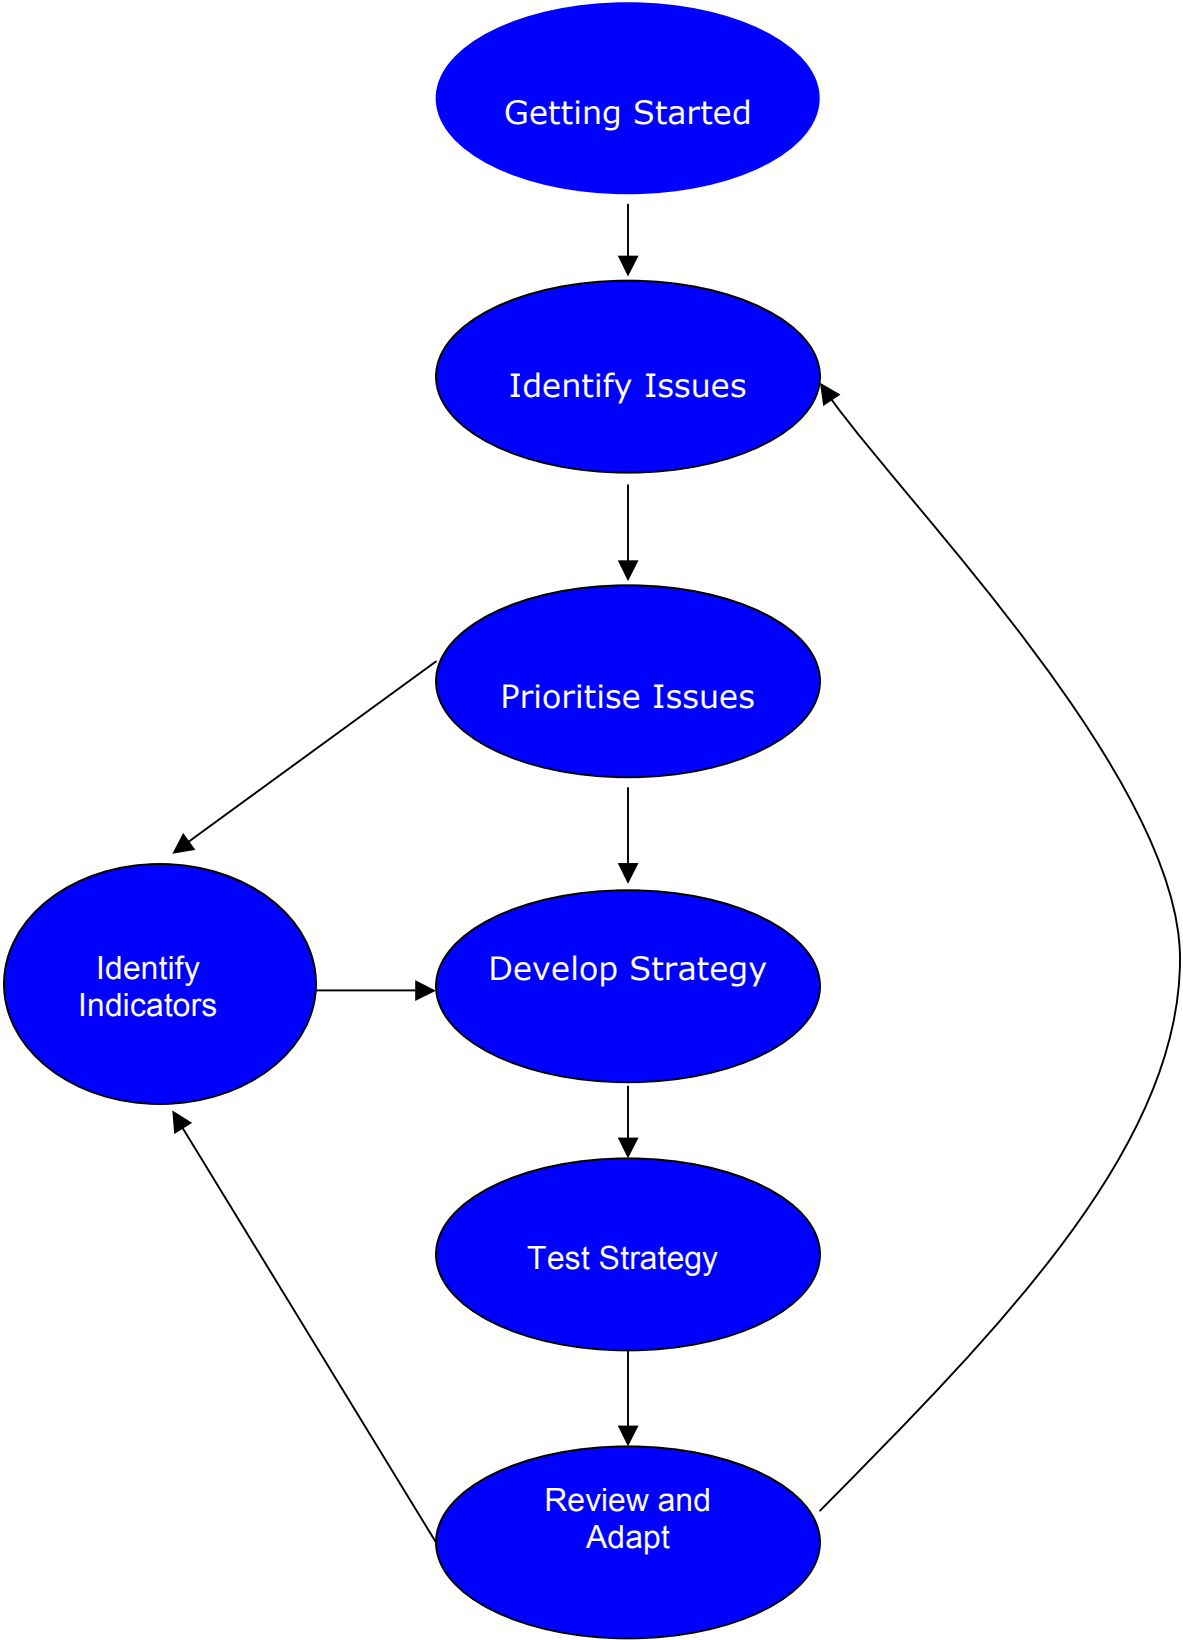 Getting Started
Identify Issues
Prioritise Issues
Identify
Indicators
Develop Strategy
Test Strategy
Review and
Adapt